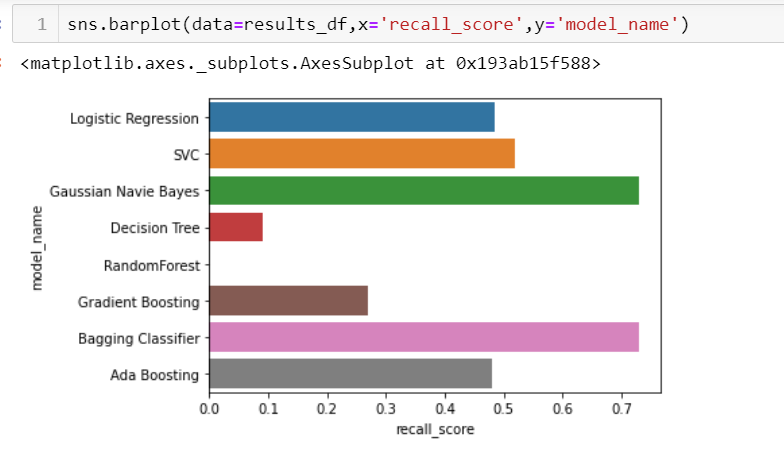 1 sns.barplot(data=results_df,x='recall_score',y='model_name')
<matplotlib.axes._subplots.AxesSubplot at 0x193ab15f588>
Logistic Regression
SVC
Gaussian Navie Bayes
Decision Tree
RandomForest
Gradient Boosting
Bagging Classifier
Ada Boosting
model_name
0.0 0.1 0.2 0.3 0.4 0.5 0.6 0.7
recall_score